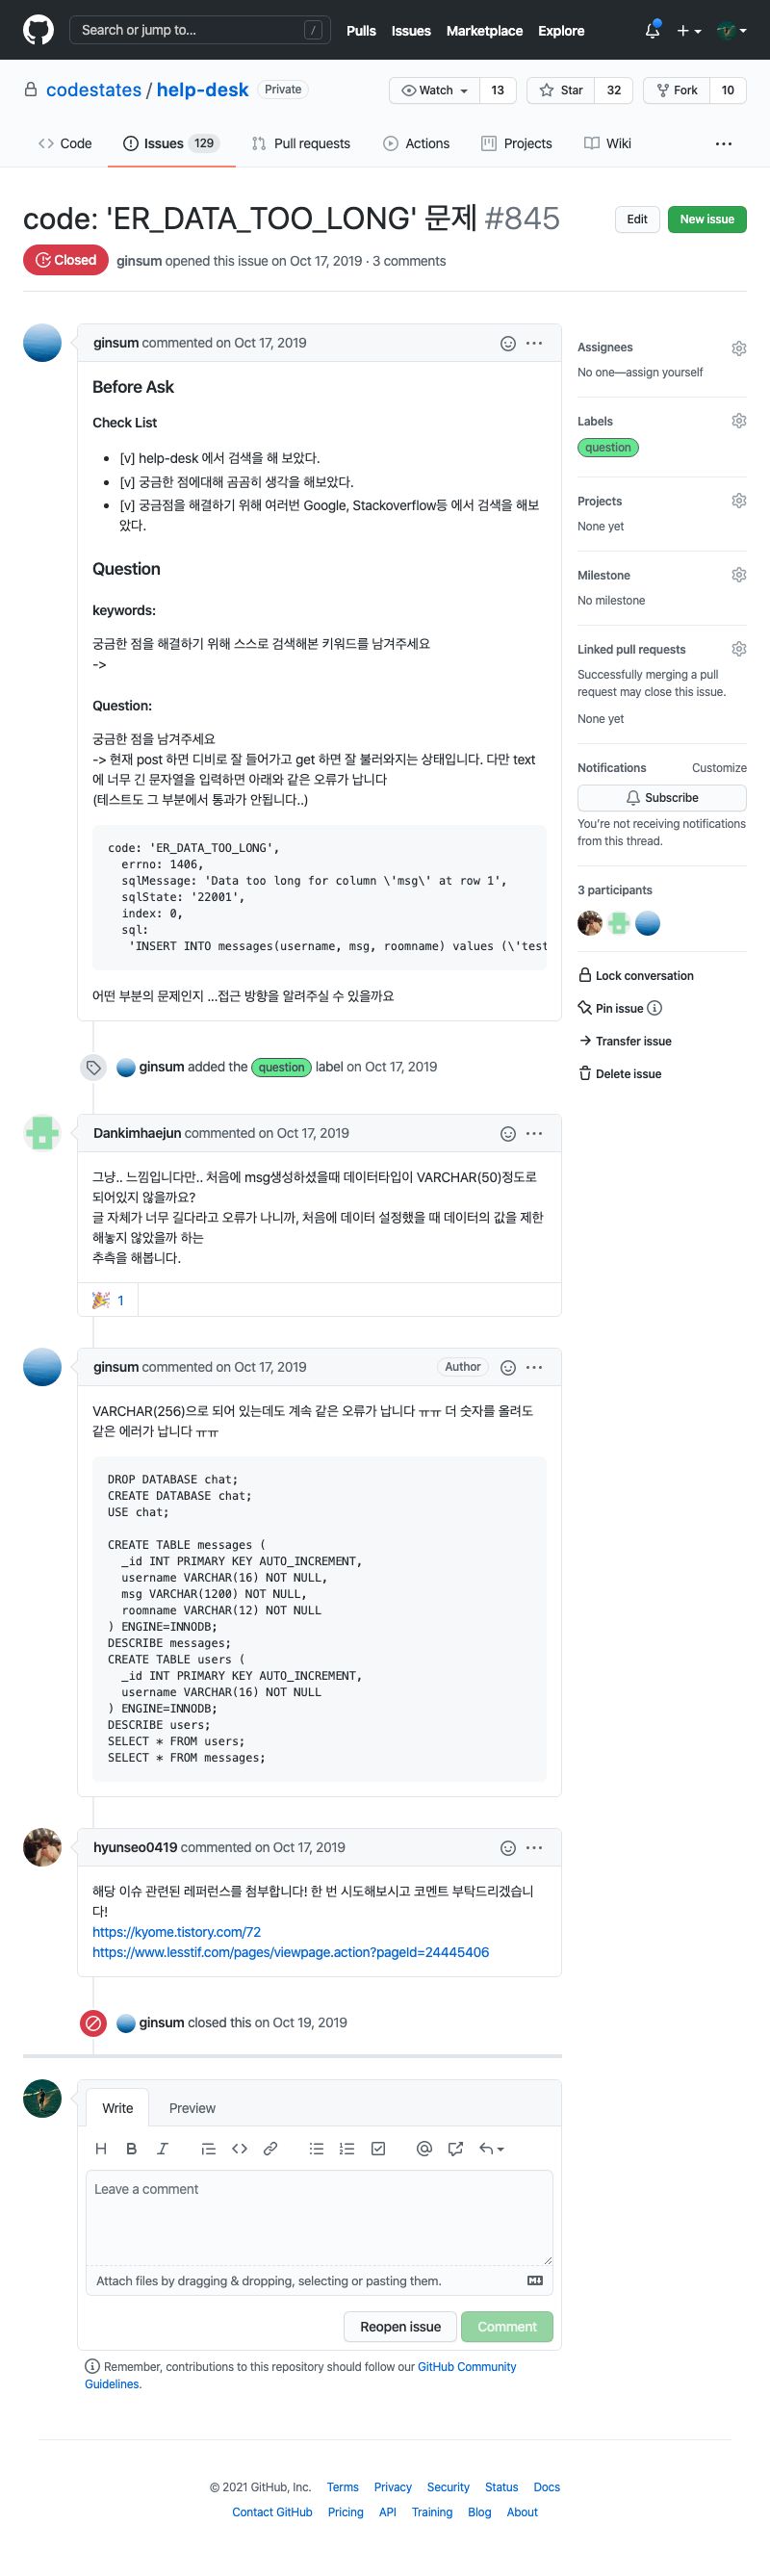 Search or jump to... /
Pulls Issues Marketplace Explore
codestates / help-desk Private
Watch 13 Star 32 Fork 10
Code Issues 129 Pull requests Actions Projects Wiki
code: 'ER_DATA_TOO_LONG' 문제 #845
Edit New issue
Closed ginsum opened this issue on Oct 17, 2019 · 3 comments
ginsum commented on Oct 17, 2019
Before Ask
Check List
[v] help-desk 에서 검색을 해 보았다.
[v] 궁금한 점에대해 곰곰히 생각을 해보았다.
[v] 궁금점을 해결하기 위해 여러번 Google, Stackoverflow등 에서 검색을 해보
았다.
Question
keywords:
궁금한 점을 해결하기 위해 스스로 검색해본 키워드를 남겨주세요
->
Question:
궁금한 점을 남겨주세요
-> 현재 post 하면 디비로 잘 들어가고 get 하면 잘 불러와지는 상태입니다. 다만 text
에 너무 긴 문자열을 입력하면 아래와 같은 오류가 납니다
(테스트도 그 부분에서 통과가 안됩니다..)
code: 'ER_DATA_TOO_LONG',
errno: 1406,
sqlMessage: 'Data too long for column \'msg\' at row 1',
sqlState: '22001',
index: 0,
sql:
'INSERT INTO messages(username, msg, roomname) values (\'test
어떤 부분의 문제인지 ...접근 방향을 알려주실 수 있을까요
ginsum added the question label on Oct 17, 2019
Dankimhaejun commented on Oct 17, 2019
그냥.. 느낌입니다만.. 처음에 msg생성하셨을때 데이터타입이 VARCHAR(50)정도로
되어있지 않을까요?
글 자체가 너무 길다라고 오류가 나니까, 처음에 데이터 설정했을 때 데이터의 값을 제한
해놓지 않았을까 하는
추측을 해봅니다.
1
ginsum commented on Oct 17, 2019 Author
VARCHAR(256)으로 되어 있는데도 계속 같은 오류가 납니다 ㅠㅠ 더 숫자를 올려도
같은 에러가 납니다 ㅠㅠ
DROP DATABASE chat;
CREATE DATABASE chat;
USE chat;
CREATE TABLE messages (
_id INT PRIMARY KEY AUTO_INCREMENT,
username VARCHAR(16) NOT NULL,
msg VARCHAR(1200) NOT NULL,
roomname VARCHAR(12) NOT NULL
) ENGINE=INNODB;
DESCRIBE messages;
CREATE TABLE users (
_id INT PRIMARY KEY AUTO_INCREMENT,
username VARCHAR(16) NOT NULL
) ENGINE=INNODB;
DESCRIBE users;
SELECT * FROM users;
SELECT * FROM messages;
hyunseo0419 commented on Oct 17, 2019
해당 이슈 관련된 레퍼런스를 첨부합니다! 한 번 시도해보시고 코멘트 부탁드리겠습니
다!
https://kyome.tistory.com/72
https://www.lesstif.com/pages/viewpage.action?pageId=24445406
ginsum closed this on Oct 19, 2019
Write Preview
Leave a comment
Attach files by dragging & dropping, selecting or pasting them.
Reopen issue Comment
Remember, contributions to this repository should follow our GitHub Community
Guidelines.
Assignees
No one—assign yourself
Labels
question
Projects
None yet
Milestone
No milestone
Linked pull requests
Successfully merging a pull
request may close this issue.
None yet
Notifications Customize
Subscribe
You're not receiving notifications
from this thread.
3 participants
Lock conversation
Pin issue
Transfer issue
Delete issue
© 2021 GitHub, Inc. Terms Privacy Security Status Docs
Contact GitHub Pricing API Training Blog About